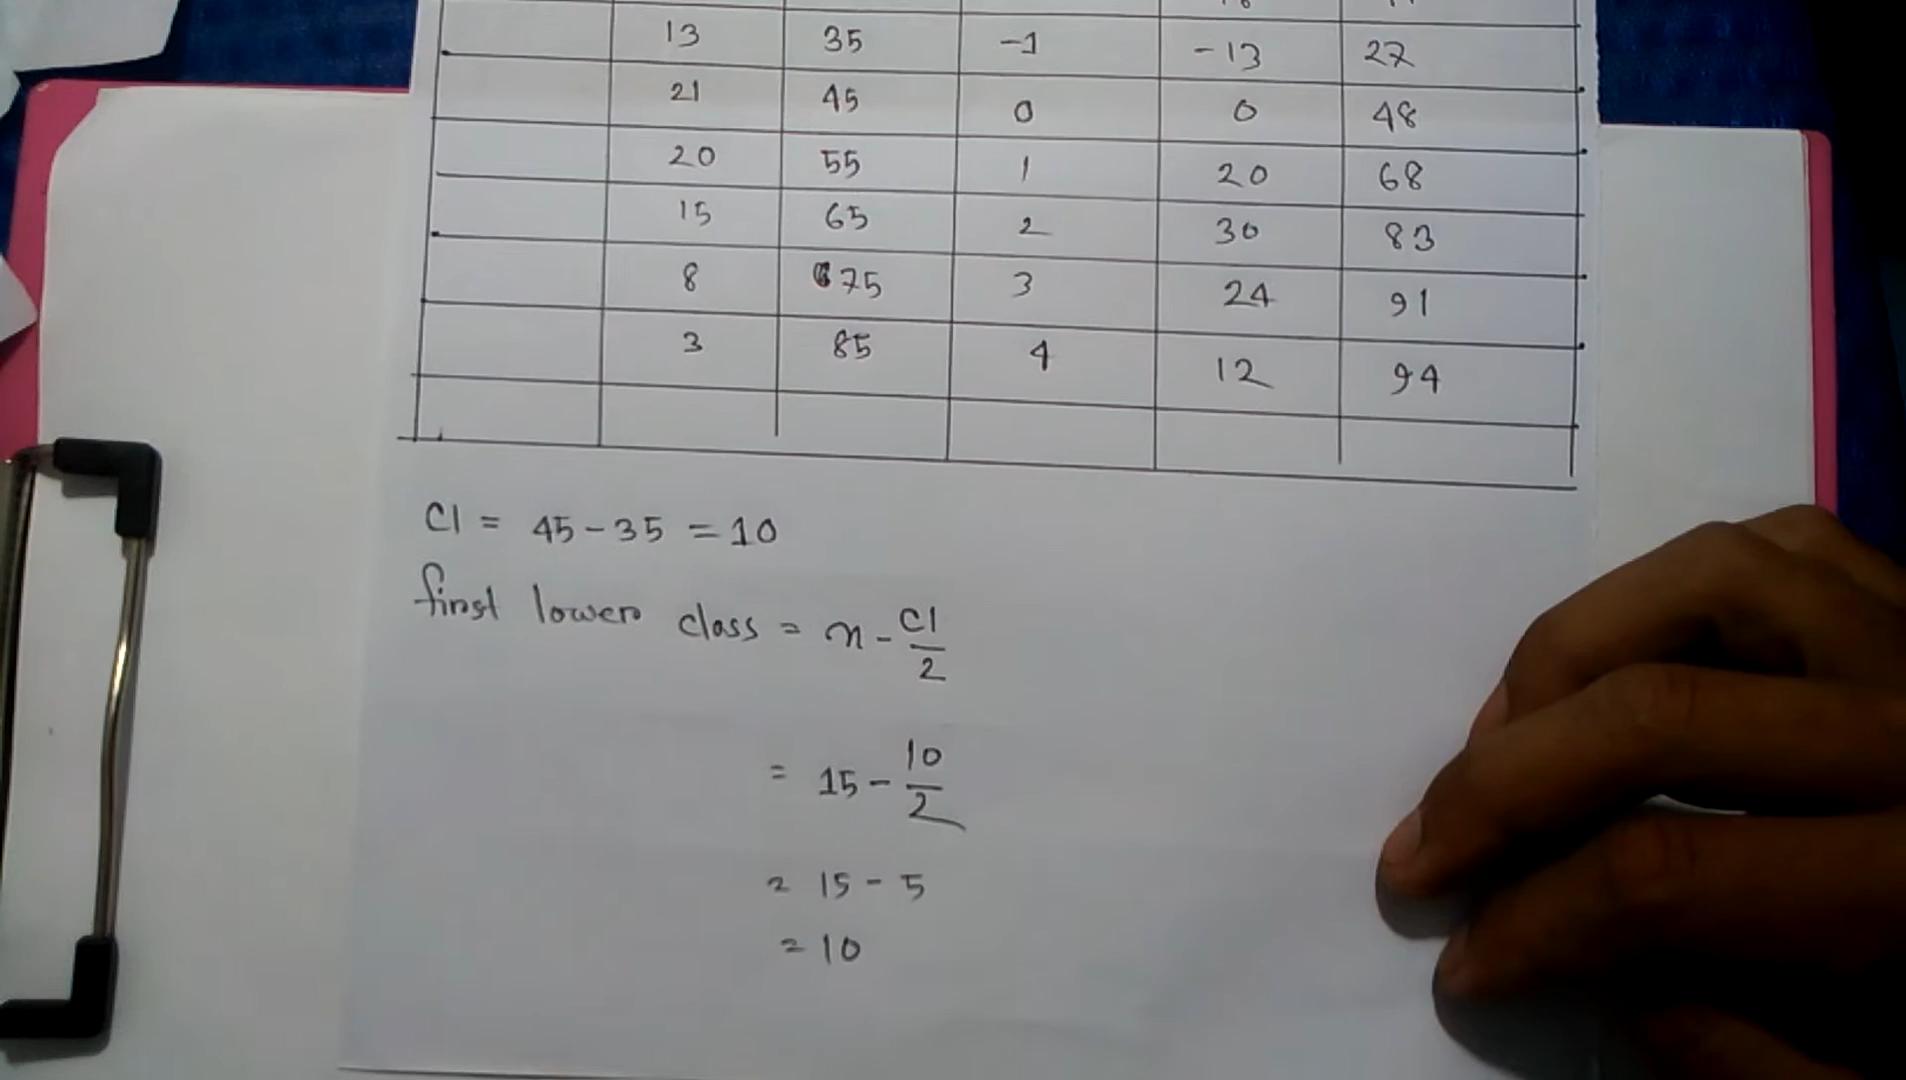 13 35 -1 -13 27
21 45 0 0 48
20 55 1 20 68
15 65 2 30 83
8 75 3 24 91
3 85 4 12 94
CI = 45 - 35 = 10
first lower class = x - CI/2
= 15 - 10/2
= 15 - 5
= 10